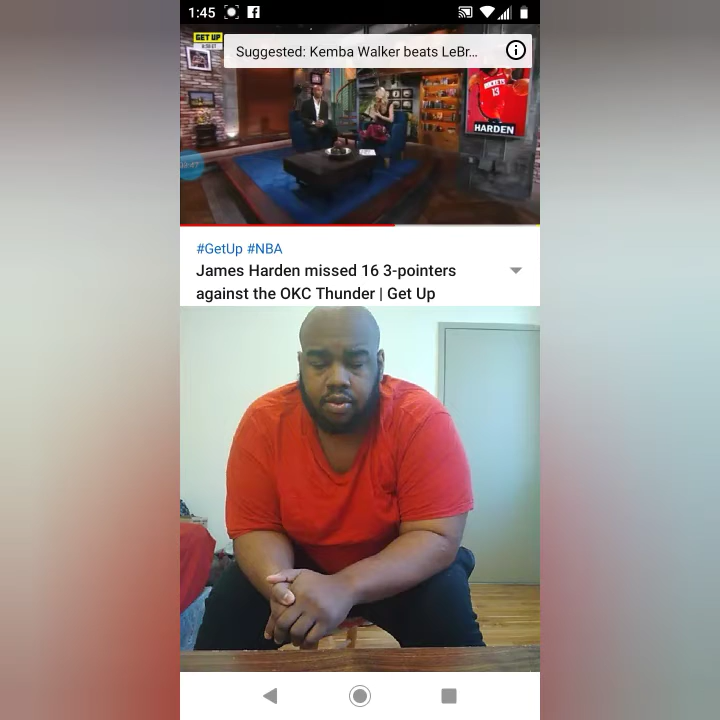 1:45
GET UP
Suggested: Kemba Walker beats LeBr...
ROCKETS
13
HARDEN
#GetUp #NBA
James Harden missed 16 3-pointers
against the OKC Thunder | Get Up